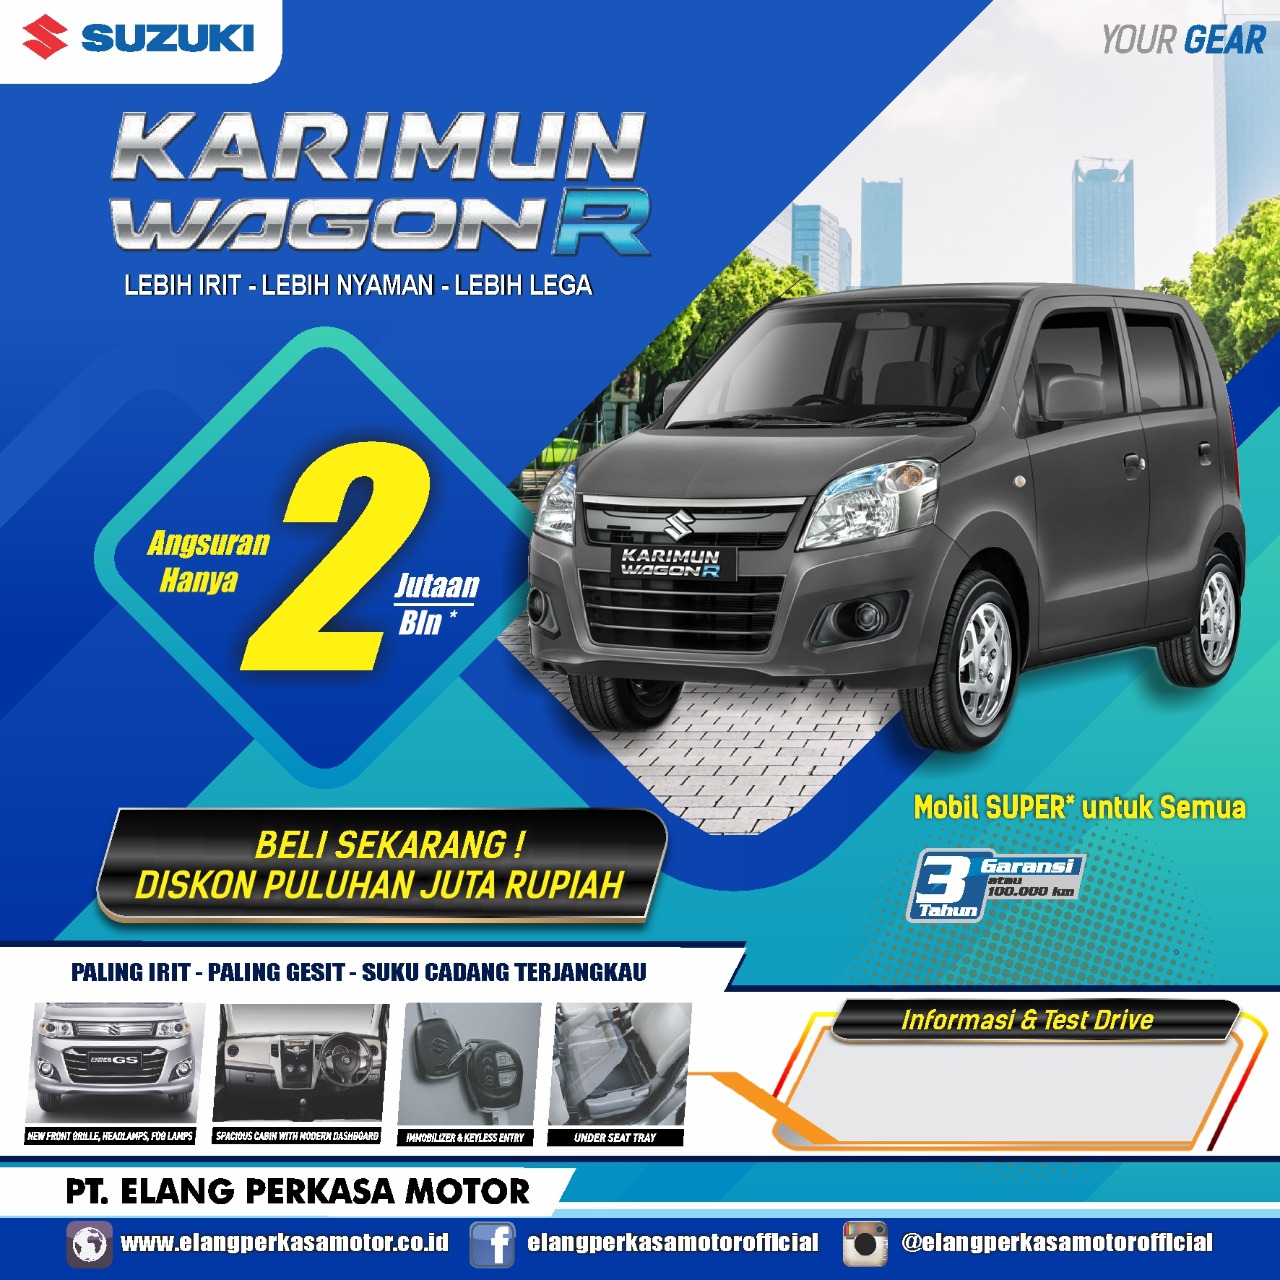 SUZUKI
YOUR GEAR
KARIMUN
WAGON R
LEBIH IRIT - LEBIH NYAMAN - LEBIH LEGA
Angsuran
Hanya
2
Jutaan
Bln *
KARIMUN
WAGON R
Mobil SUPER* untuk Semua
BELI SEKARANG !
DISKON PULUHAN JUTA RUPIAH
3 Garansi
atau
100.000 km
Tahun
PALING IRIT - PALING GESIT - SUKU CADANG TERJANGKAU
GS
NEW FRONT GRILLE, HEADLAMPS, FOG LAMPS
SPACIOUS CABIN WITH MODERN DASHBOARD
IMMOBILIZER & KEYLESS ENTRY
UNDER SEAT TRAY
Informasi & Test Drive
PT. ELANG PERKASA MOTOR
www.elangperkasamotor.co.id
elangperkasamotorofficial
@elangperkasamotorofficial